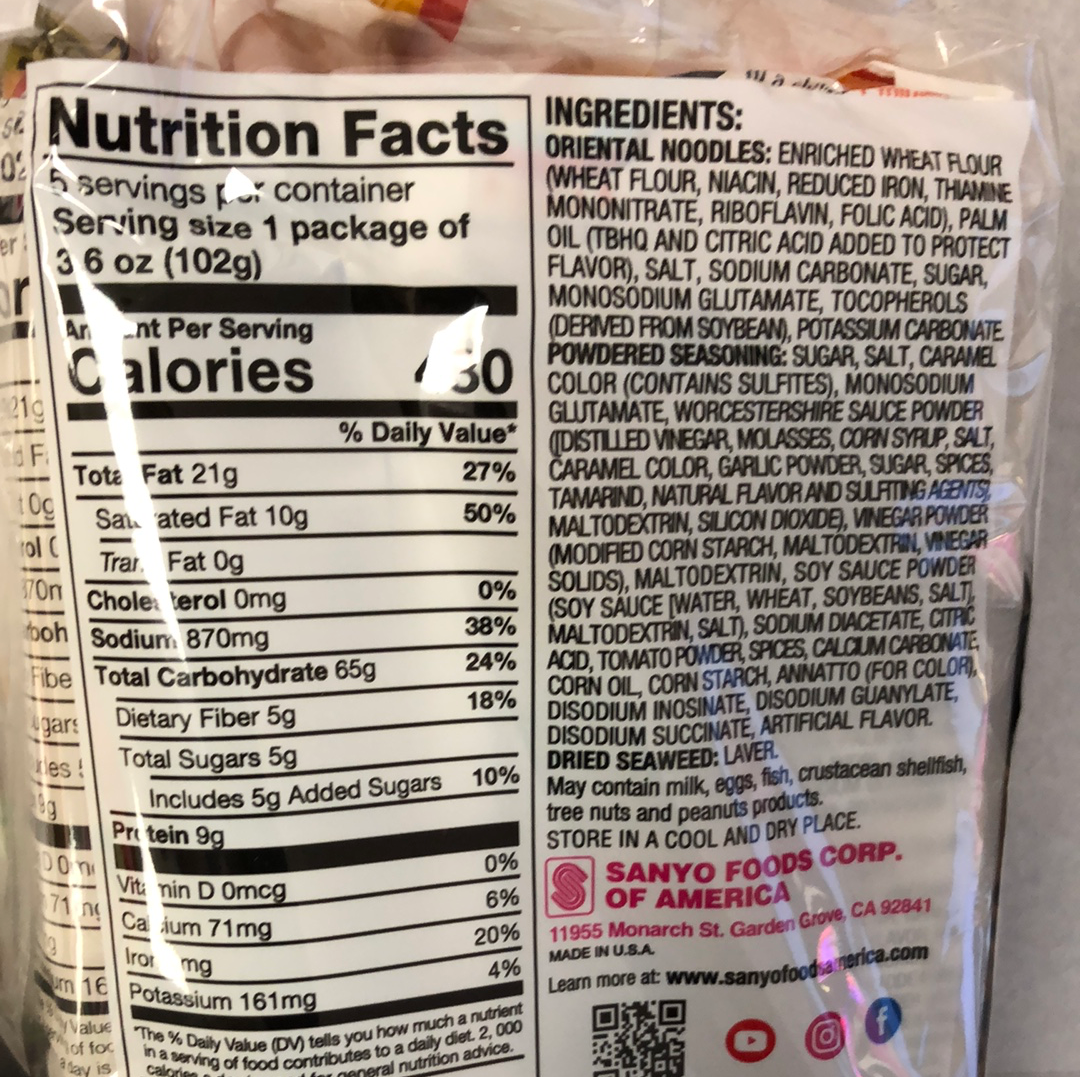 Nutrition Facts
5 servings per container
Serving size 1 package of
3.6 oz (102g)
Amount Per Serving
Calories
% Daily Value*
Total Fat 21g 27%
Saturated Fat 10g 50%
Trans Fat 0g
Cholesterol 0mg 0%
Sodium 870mg 38%
Total Carbohydrate 65g 24%
Dietary Fiber 5g 18%
Total Sugars 5g
Includes 5g Added Sugars 10%
Protein 9g
Vitamin D 0mcg 0%
Calcium 71mg 6%
Iron mg 20%
Potassium 161mg 4%
*The % Daily Value (DV) tells you how much a nutrient
in a serving of food contributes to a daily diet. 2, 000
general nutrition advice.
INGREDIENTS:
ORIENTAL NOODLES: ENRICHED WHEAT FLOUR
(WHEAT FLOUR, NIACIN, REDUCED IRON, THIAMINE
MONONITRATE, RIBOFLAVIN, FOLIC ACID), PALM
OIL (TBHQ AND CITRIC ACID ADDED TO PROTECT
FLAVOR), SALT, SODIUM CARBONATE, SUGAR,
MONOSODIUM GLUTAMATE, TOCOPHEROLS
(DERIVED FROM SOYBEAN), POTASSIUM CARBONATE.
POWDERED SEASONING: SUGAR, SALT, CARAMEL
COLOR (CONTAINS SULFITES), MONOSODIUM
GLUTAMATE, WORCESTERSHIRE SAUCE POWDER
([DISTILLED VINEGAR, MOLASSES, CORN SYRUP, SALT,
CARAMEL COLOR, GARLIC POWDER, SUGAR, SPICES,
TAMARIND, NATURAL FLAVOR AND SULFITING AGENTS],
MALTODEXTRIN, SILICON DIOXIDE), VINEGAR POWDER
(MODIFIED CORN STARCH, MALTODEXTRIN, VINEGAR
SOLIDS), MALTODEXTRIN, SOY SAUCE POWDER
(SOY SAUCE [WATER, WHEAT, SOYBEANS, SALT],
MALTODEXTRIN, SALT), SODIUM DIACETATE, CITRIC
ACID, TOMATO POWDER, SPICES, CALCIUM CARBONATE,
CORN OIL, CORN STARCH, ANNATTO (FOR COLOR),
DISODIUM INOSINATE, DISODIUM GUANYLATE,
DISODIUM SUCCINATE, ARTIFICIAL FLAVOR.
DRIED SEAWEED: LAVER.
May contain milk, eggs, fish, crustacean shellfish,
tree nuts and peanuts products.
STORE IN A COOL AND DRY PLACE.
SANYO FOODS CORP.
OF AMERICA
11955 Monarch St. Garden Grove, CA 92841
MADE IN U.S.A.
Learn more at: www.sanyofoodsamerica.com